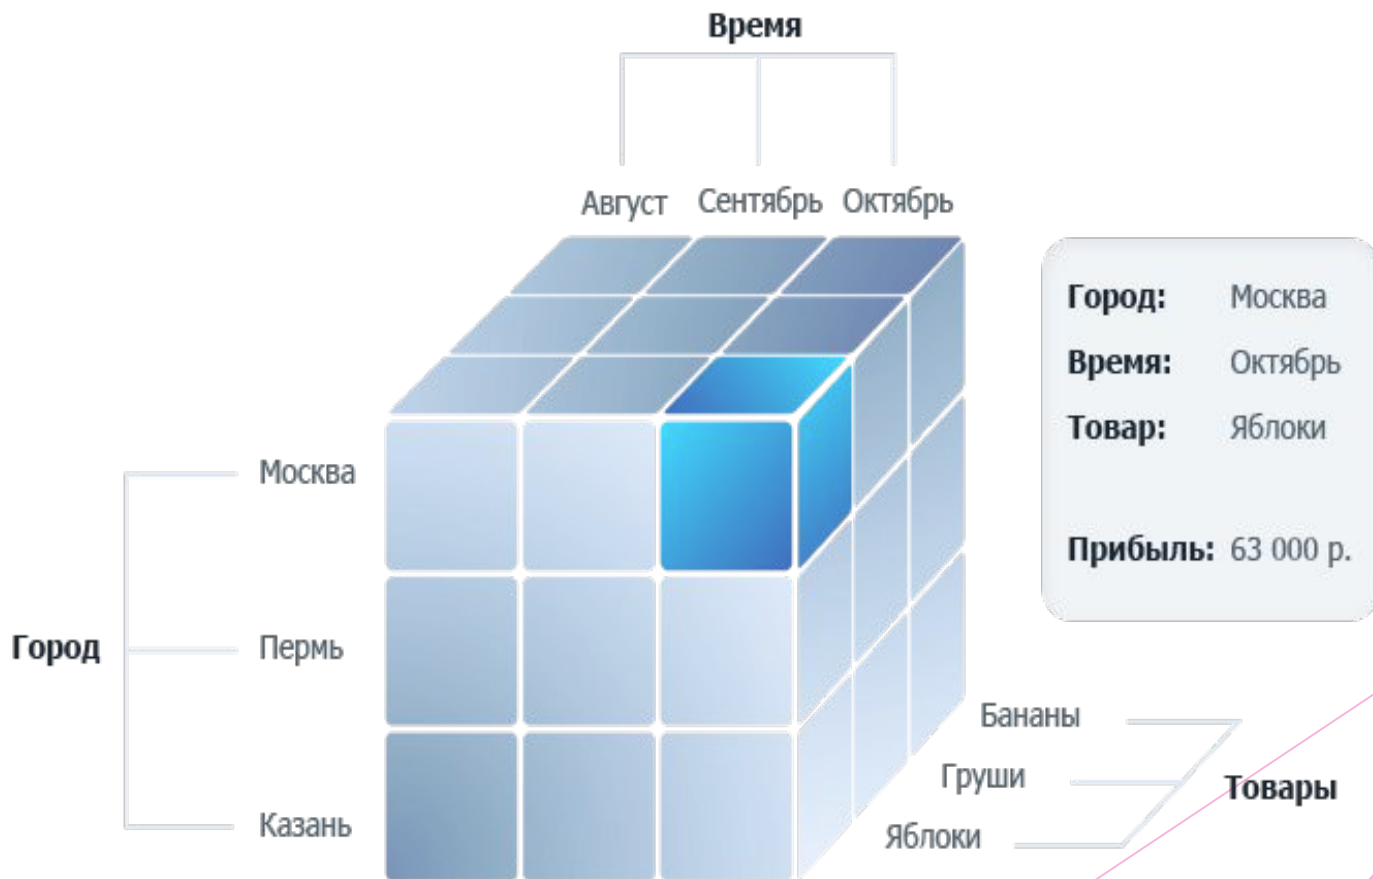 Время
Август Сентябрь Октябрь
Город: Москва
Время: Октябрь
Товар: Яблоки
Прибыль: 63 000 р.
Москва
Город
Пермь
Казань
Бананы
Груши
Товары
Яблоки